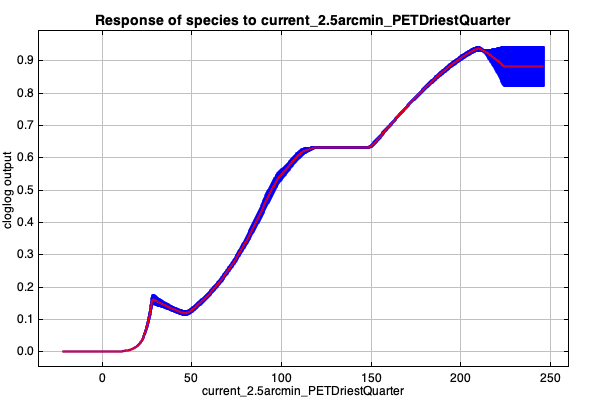 Response of species to current_2.5arcmin_PETDriestQuarter
cloglog output
0.9
0.8
0.7
0.6
0.5
0.4
0.3
0.2
0.1
0.0
0 50 100 150 200 250
current_2.5arcmin_PETDriestQuarter